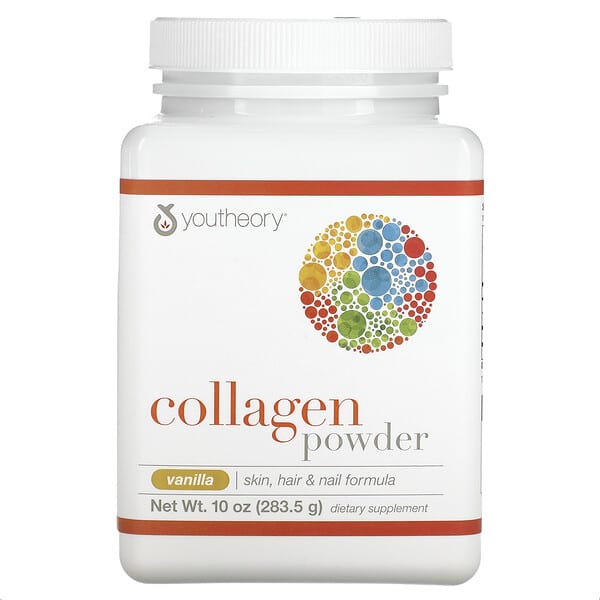 youtheory®
collagen
powder
vanilla | skin, hair & nail formula
Net Wt. 10 oz (283.5 g) dietary supplement